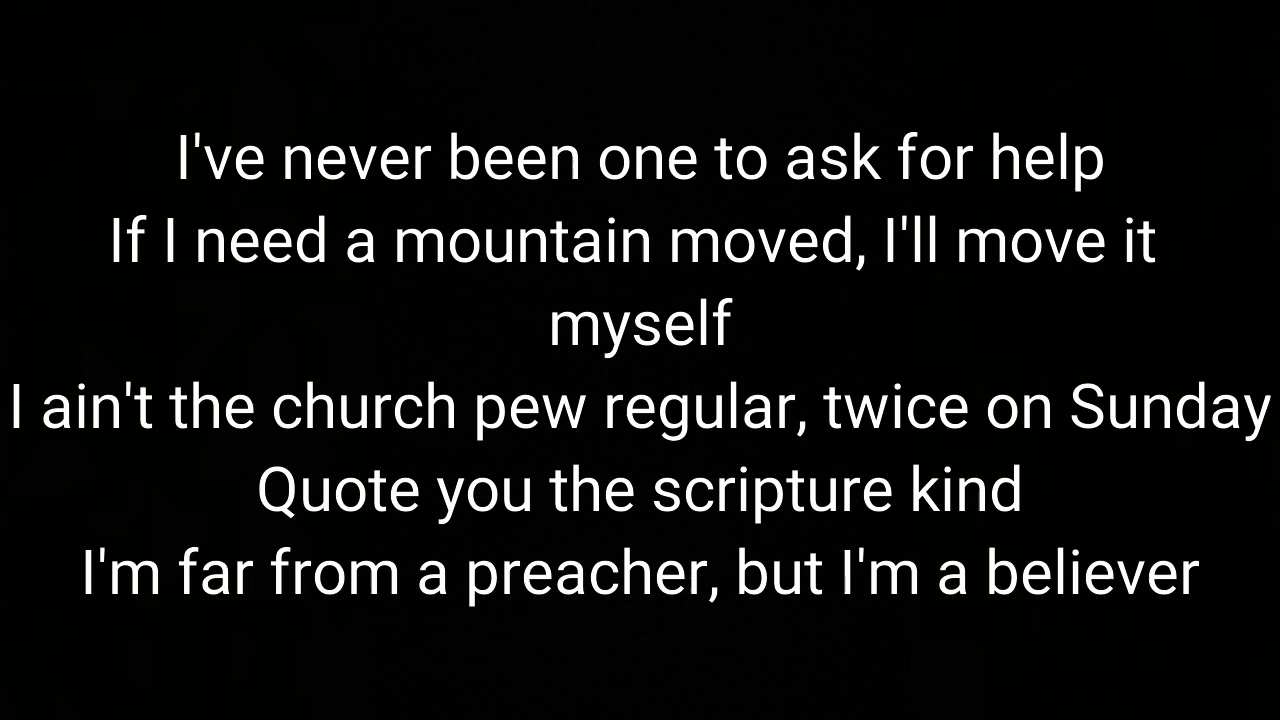 I've never been one to ask for help
If I need a mountain moved, I'll move it
myself
I ain't the church pew regular, twice on Sunday
Quote you the scripture kind
I'm far from a preacher, but I'm a believer